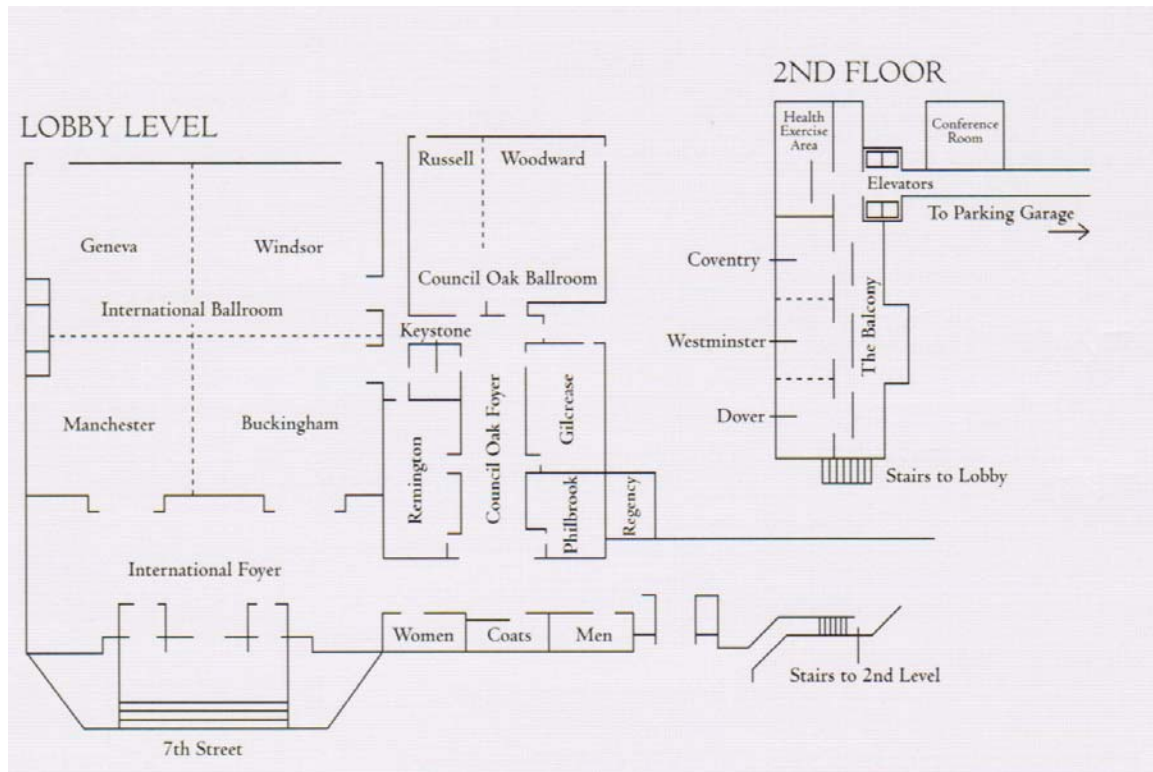 LOBBY LEVEL
Russell
Woodward
Geneva
Windsor
Council Oak Ballroom
International Ballroom
Keystone
Manchester
Buckingham
Remington
Council Oak Foyer
Gilcrease
Philbrook
Regency
International Foyer
Women
Coats
Men
Stairs to 2nd Level
7th Street
2ND FLOOR
Health
Exercise
Area
Conference
Room
Elevators
To Parking Garage
Coventry
Westminster
The Balcony
Dover
Stairs to Lobby